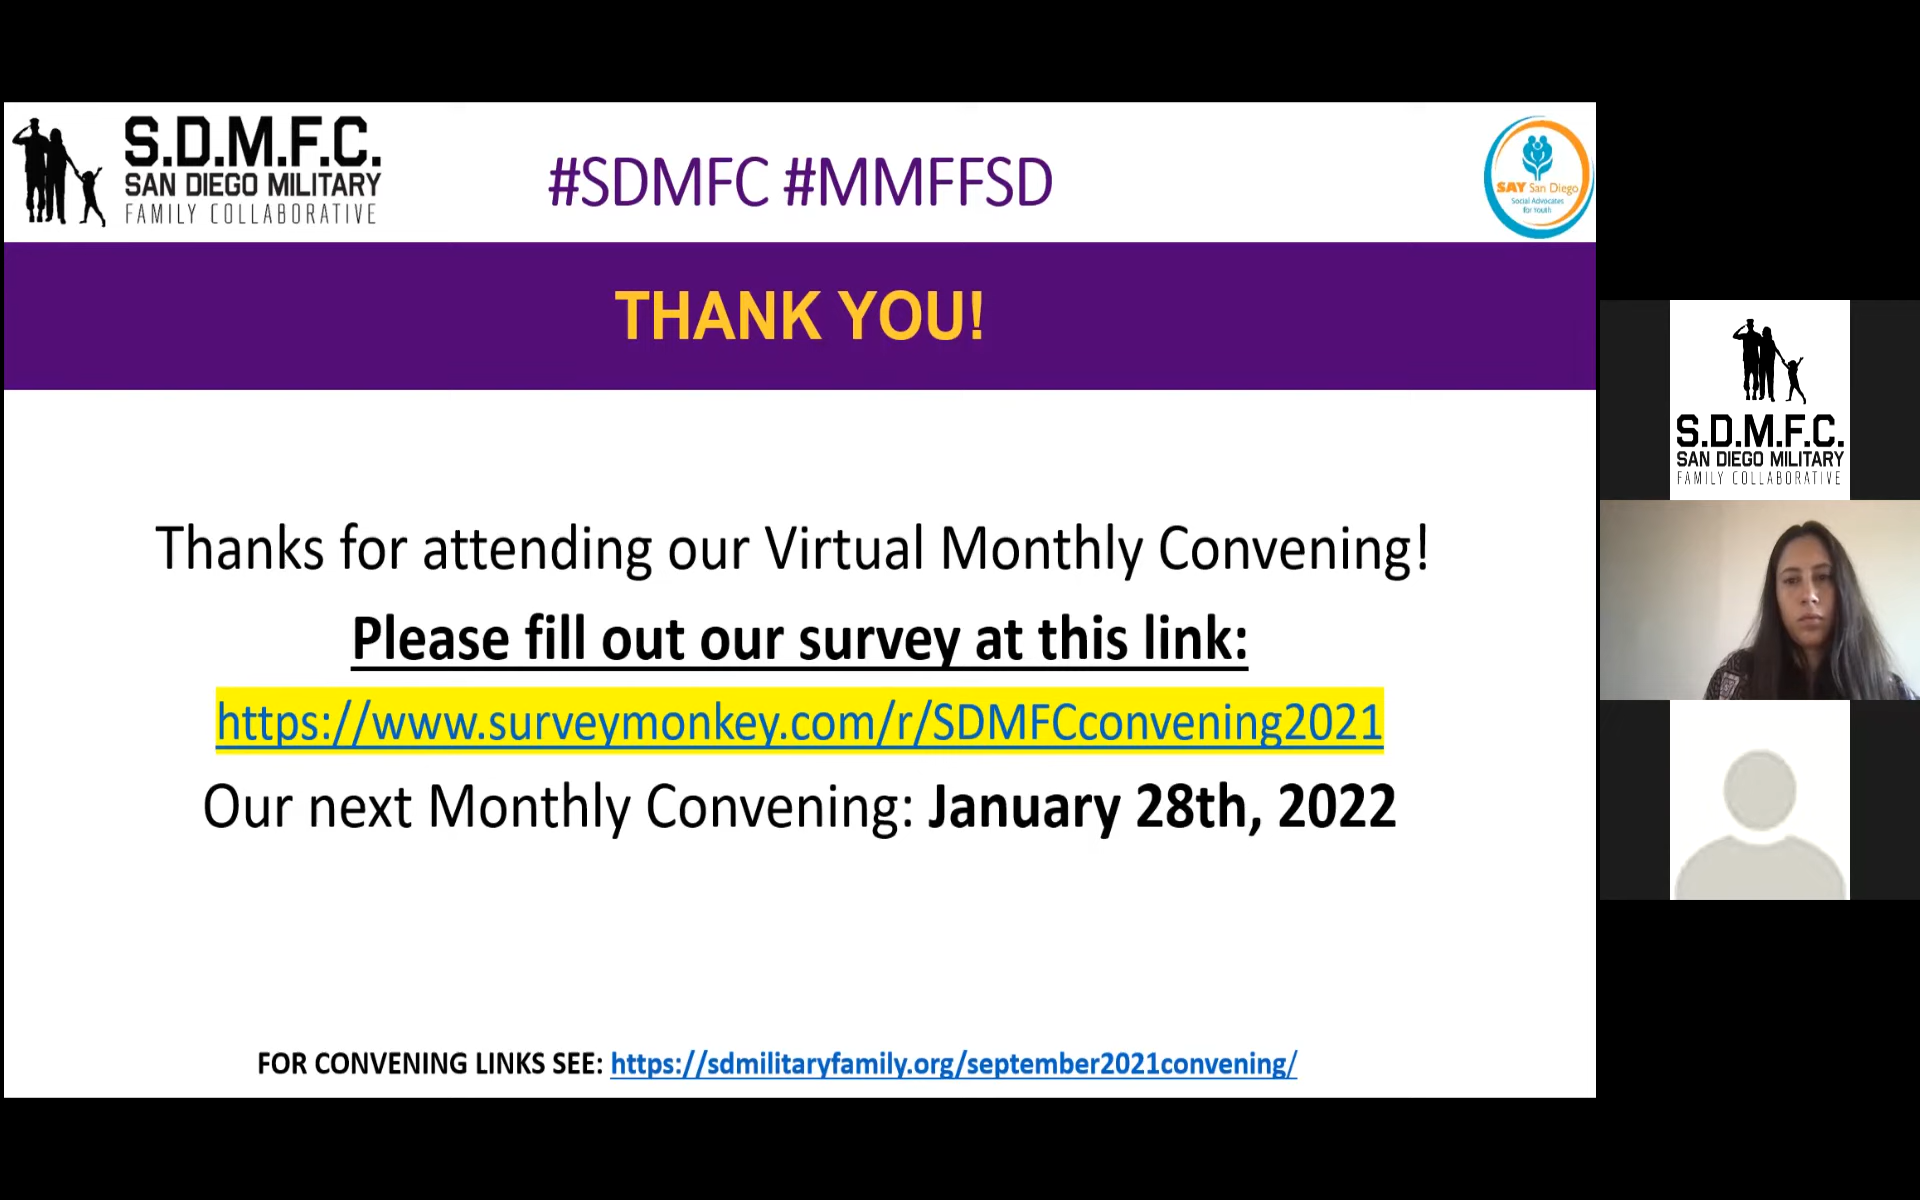 S.D.M.F.C.
SAN DIEGO MILITARY
FAMILY COLLABORATIVE
#SDMFC #MMFFSD
SAY San Diego
Social Advocates
for Youth
THANK YOU!
Thanks for attending our Virtual Monthly Convening!
Please fill out our survey at this link:
https://www.surveymonkey.com/r/SDMFCconvening2021
Our next Monthly Convening: January 28th, 2022
FOR CONVENING LINKS SEE: https://sdmilitaryfamily.org/september2021convening/
S.D.M.F.C.
SAN DIEGO MILITARY
FAMILY COLLABORATIVE